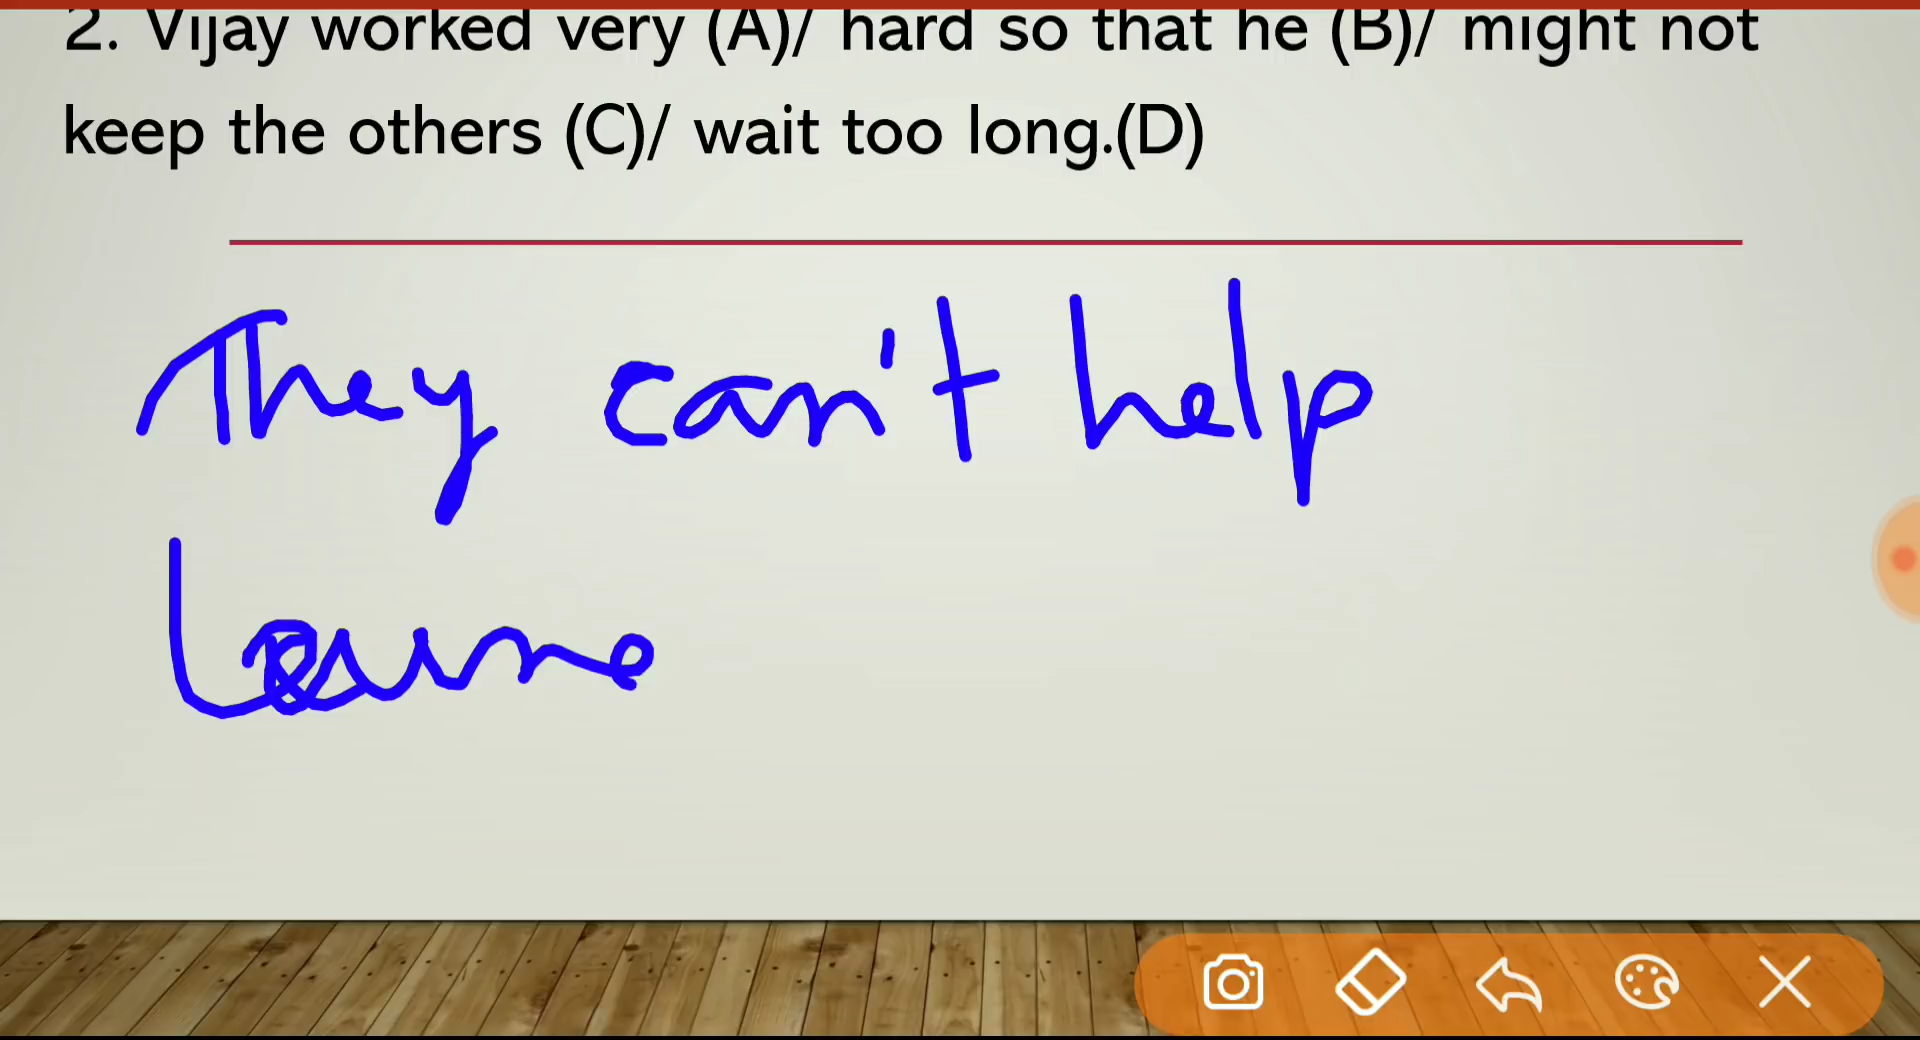 2. Vijay worked very (A)/ hard so that he (B)/ might not
keep the others (C)/ wait too long.(D)
They can't help